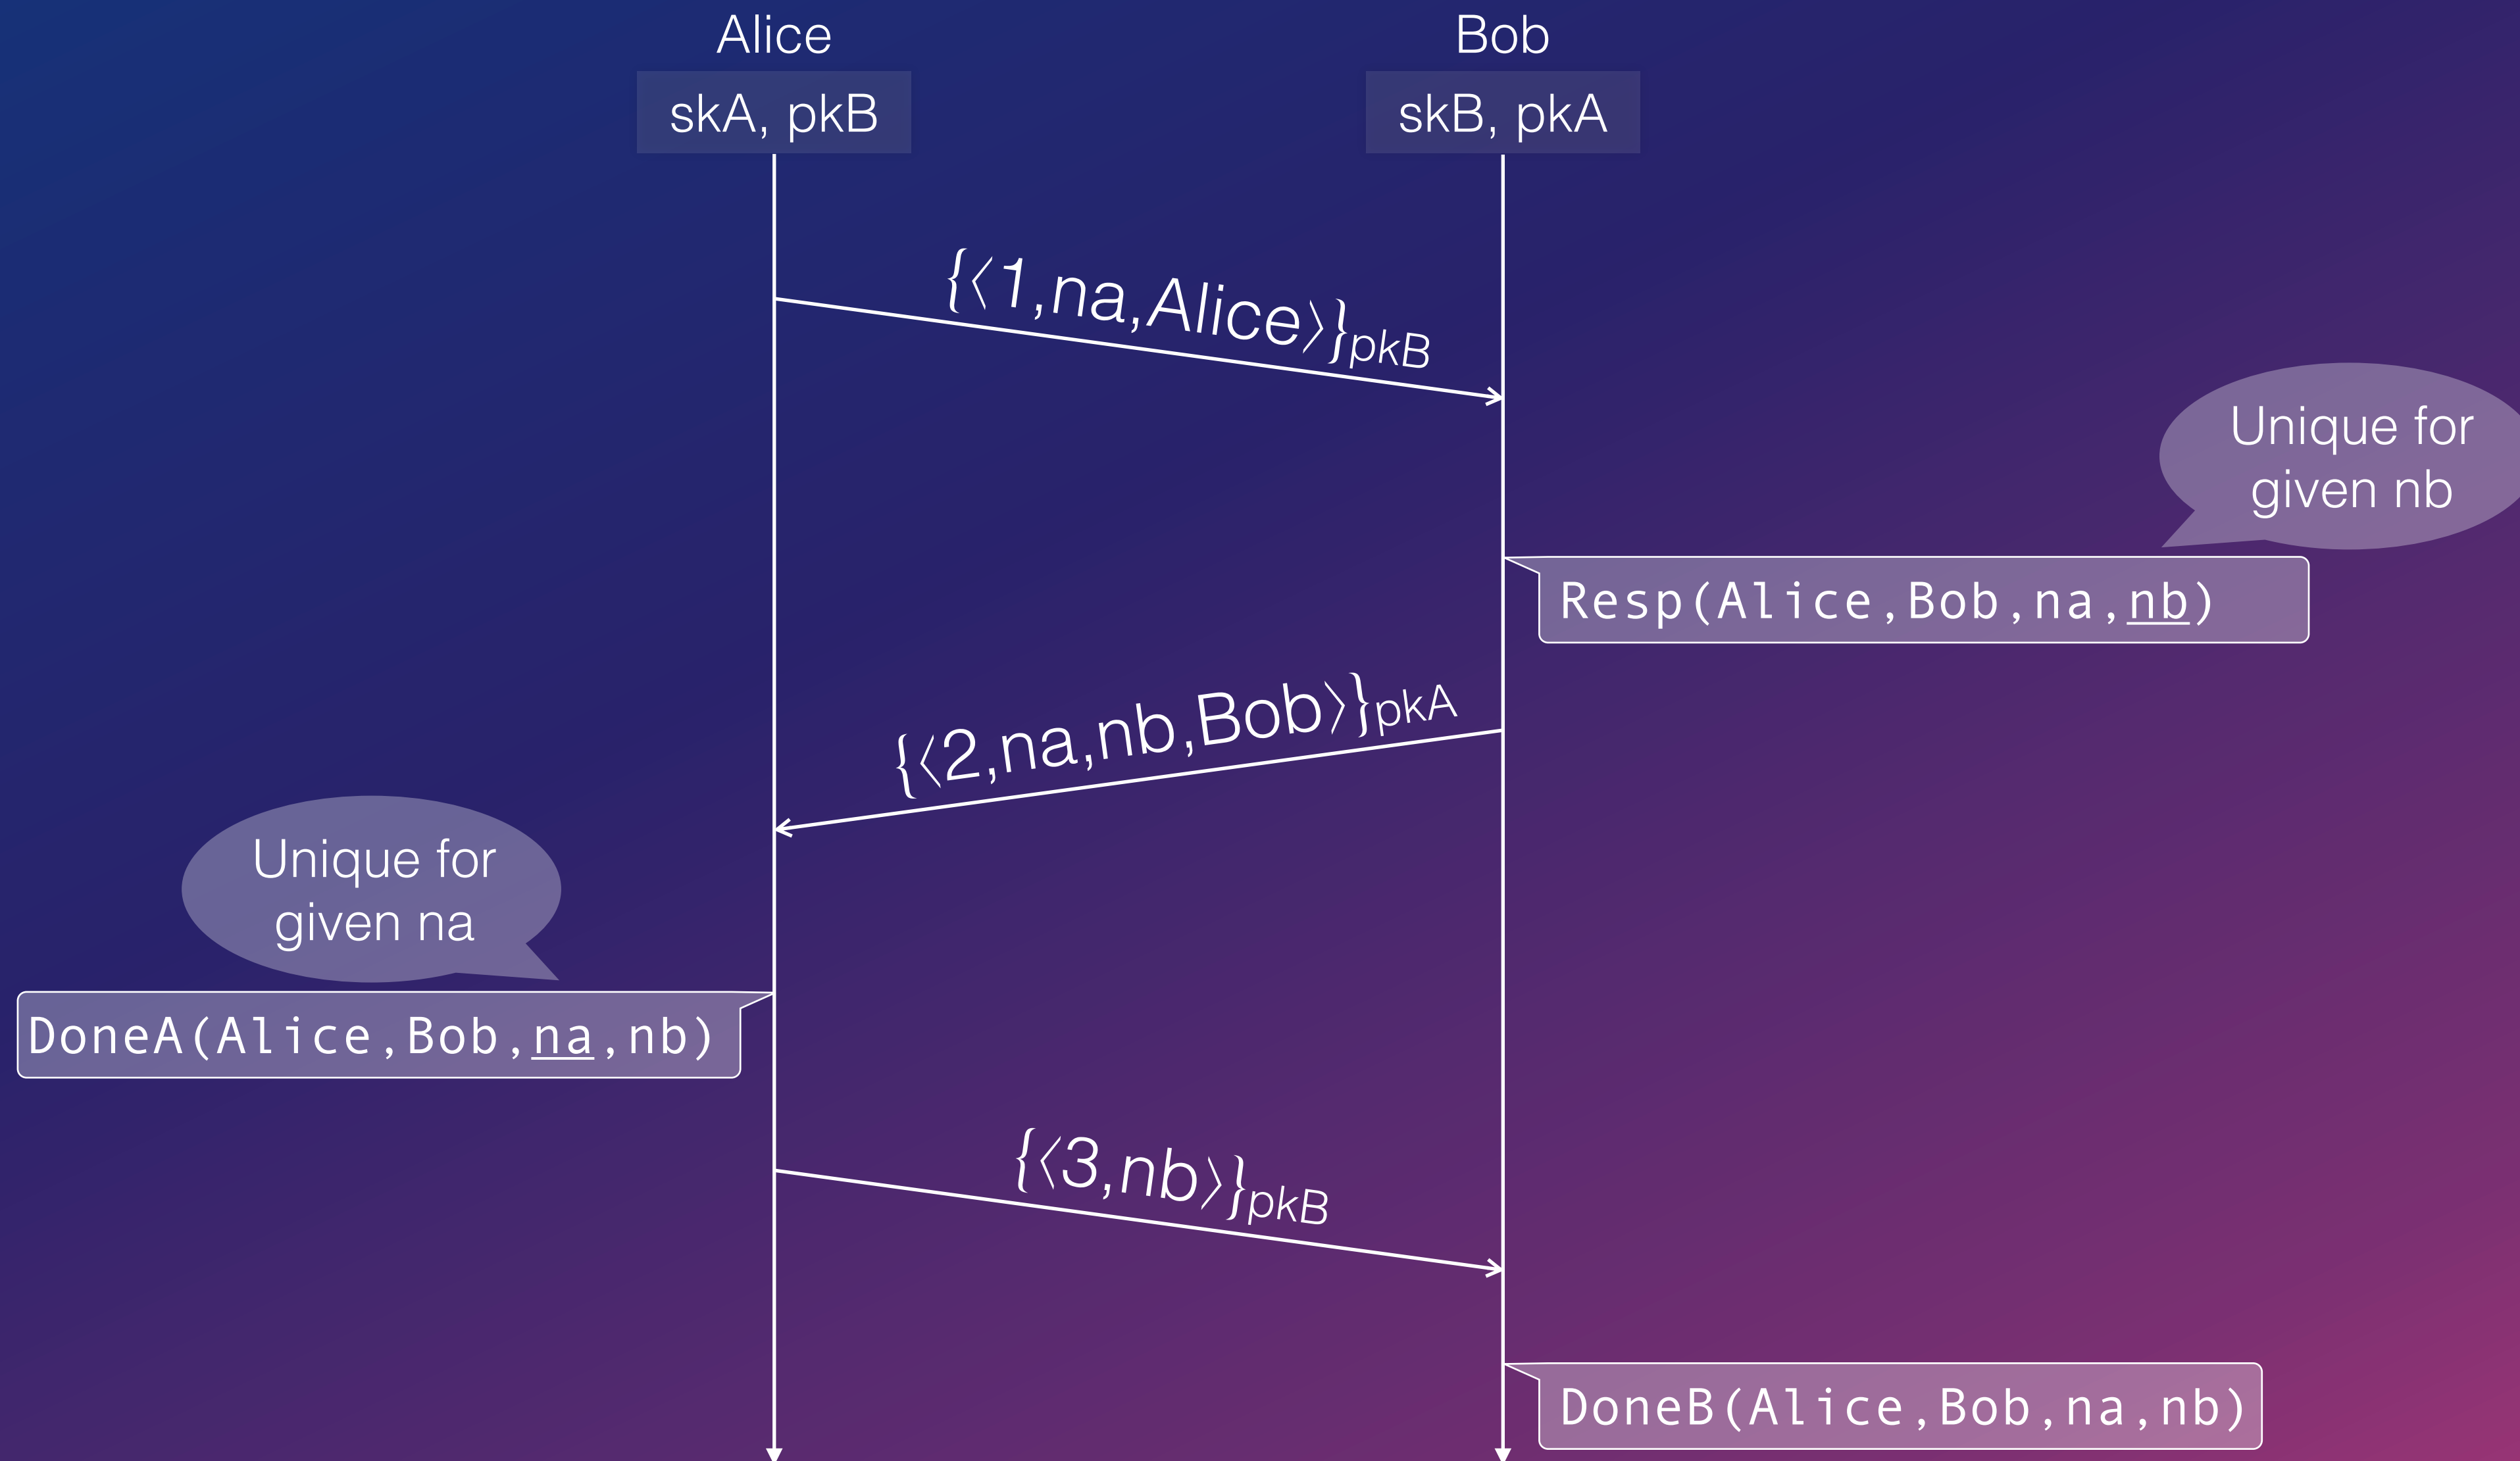 Alice
Bob
skA, pkB
skB, pkA
{⟨1,na,Alice⟩}pkB
Unique for
given nb
Resp(Alice,Bob,na,nb)
{⟨2,na,nb,Bob⟩}pkA
Unique for
given na
DoneA(Alice,Bob,na,nb)
{⟨3,nb⟩}pkB
DoneB(Alice,Bob,na,nb)